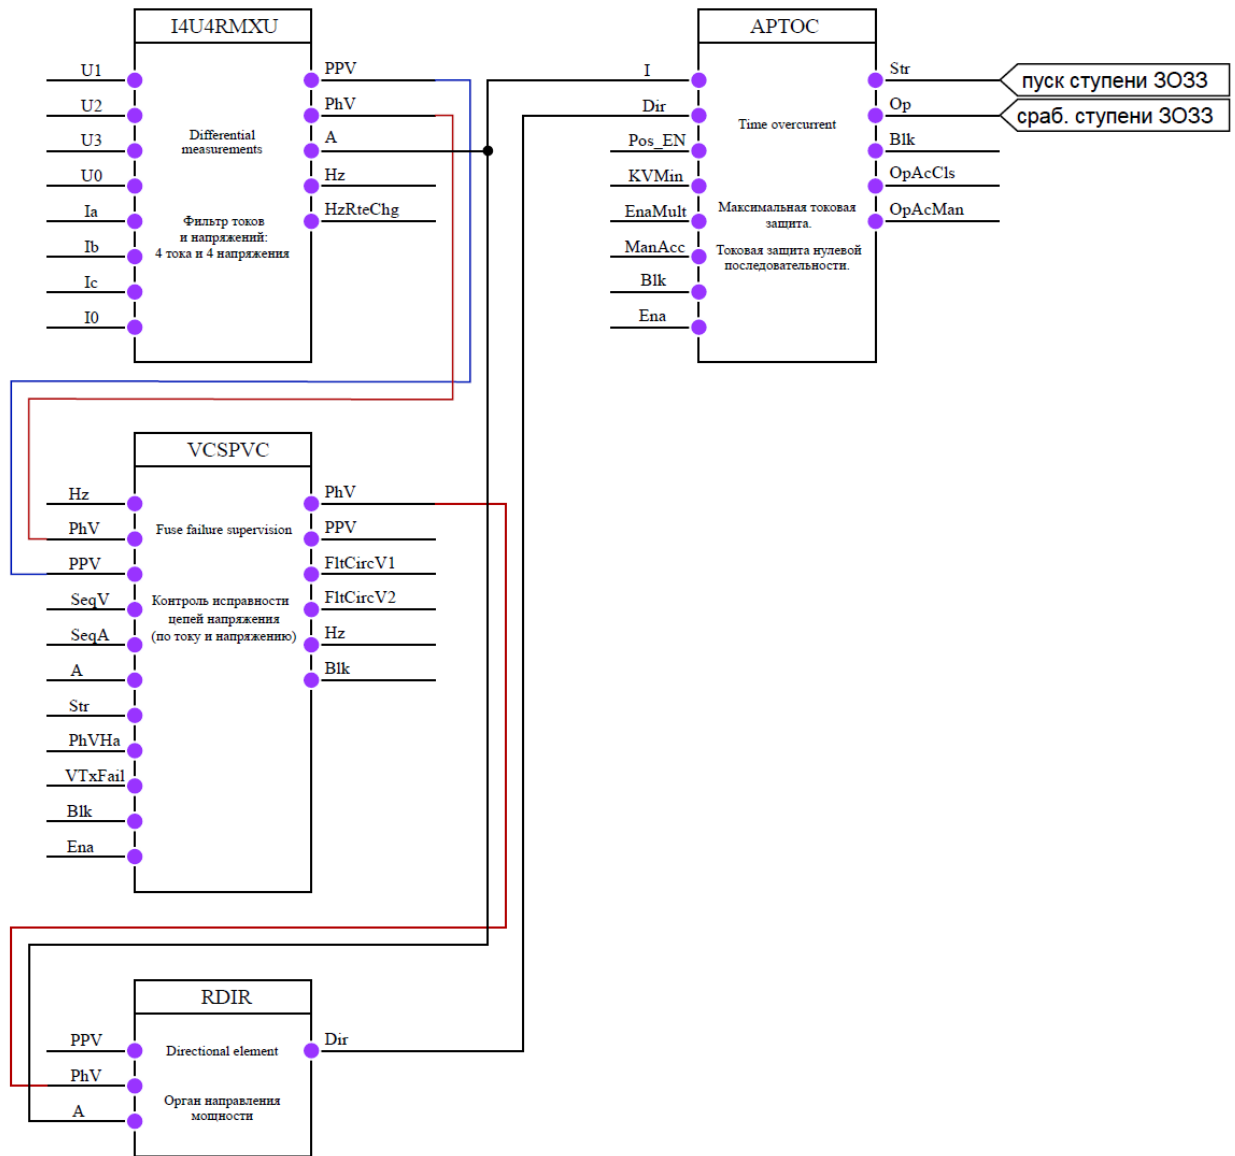 I4U4RMXU
U1
U2
U3
U0
Ia
Ib
Ic
I0
Differential
measurements
Фильтр токов
и напряжений:
4 тока и 4 напряжения
PPV
PhV
A
Hz
HzRteChg
APTOC
I
Dir
Pos_EN
KVMin
EnaMult
ManAcc
Blk
Ena
Time overcurrent
Максимальная токовая
защита.
Токовая защита нулевой
последовательности.
Str
Op
Blk
OpAcCls
OpAcMan
пуск ступени ЗОЗЗ
сраб. ступени ЗОЗЗ
VCSPVC
Hz
PhV
PPV
SeqV
SeqA
A
Str
PhVHa
VTxFail
Blk
Ena
Fuse failure supervision
Контроль исправности
цепей напряжения
(по току и напряжению)
PhV
PPV
FltCircV1
FltCircV2
Hz
Blk
RDIR
PPV
PhV
A
Directional element
Орган направления
мощности
Dir